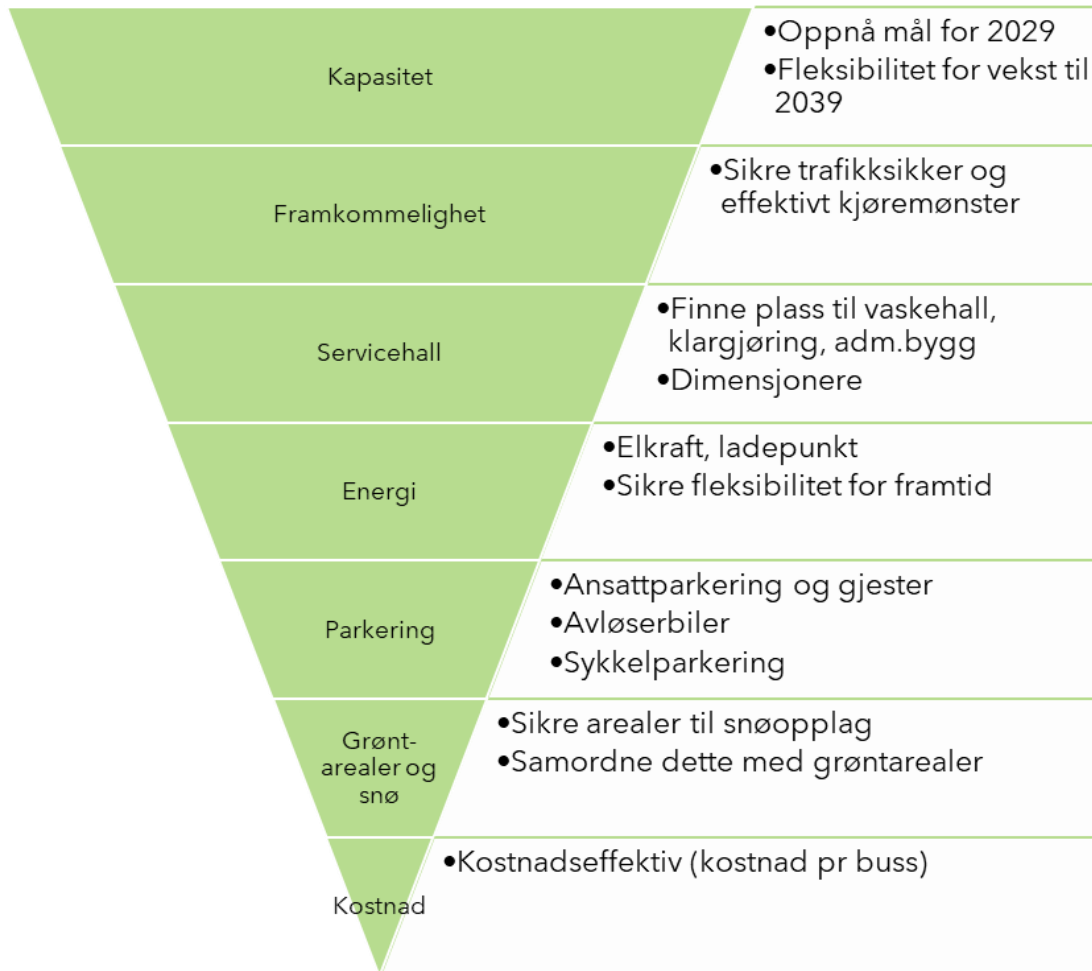 Kapasitet
•Oppnå mål for 2029
•Fleksibilitet for vekst til
2039
Framkommelighet
•Sikre trafikksikker og
effektivt kjøremønster
Servicehall
•Finne plass til vaskehall,
klargjøring, adm.bygg
•Dimensjonere
Energi
•Elkraft, ladepunkt
•Sikre fleksibilitet for framtid
Parkering
•Ansattparkering og gjester
•Avløserbiler
•Sykkelparkering
Grønt-
arealer og
snø
•Sikre arealer til snøopplag
•Samordne dette med grøntarealer
Kostnad
•Kostnadseffektiv (kostnad pr buss)